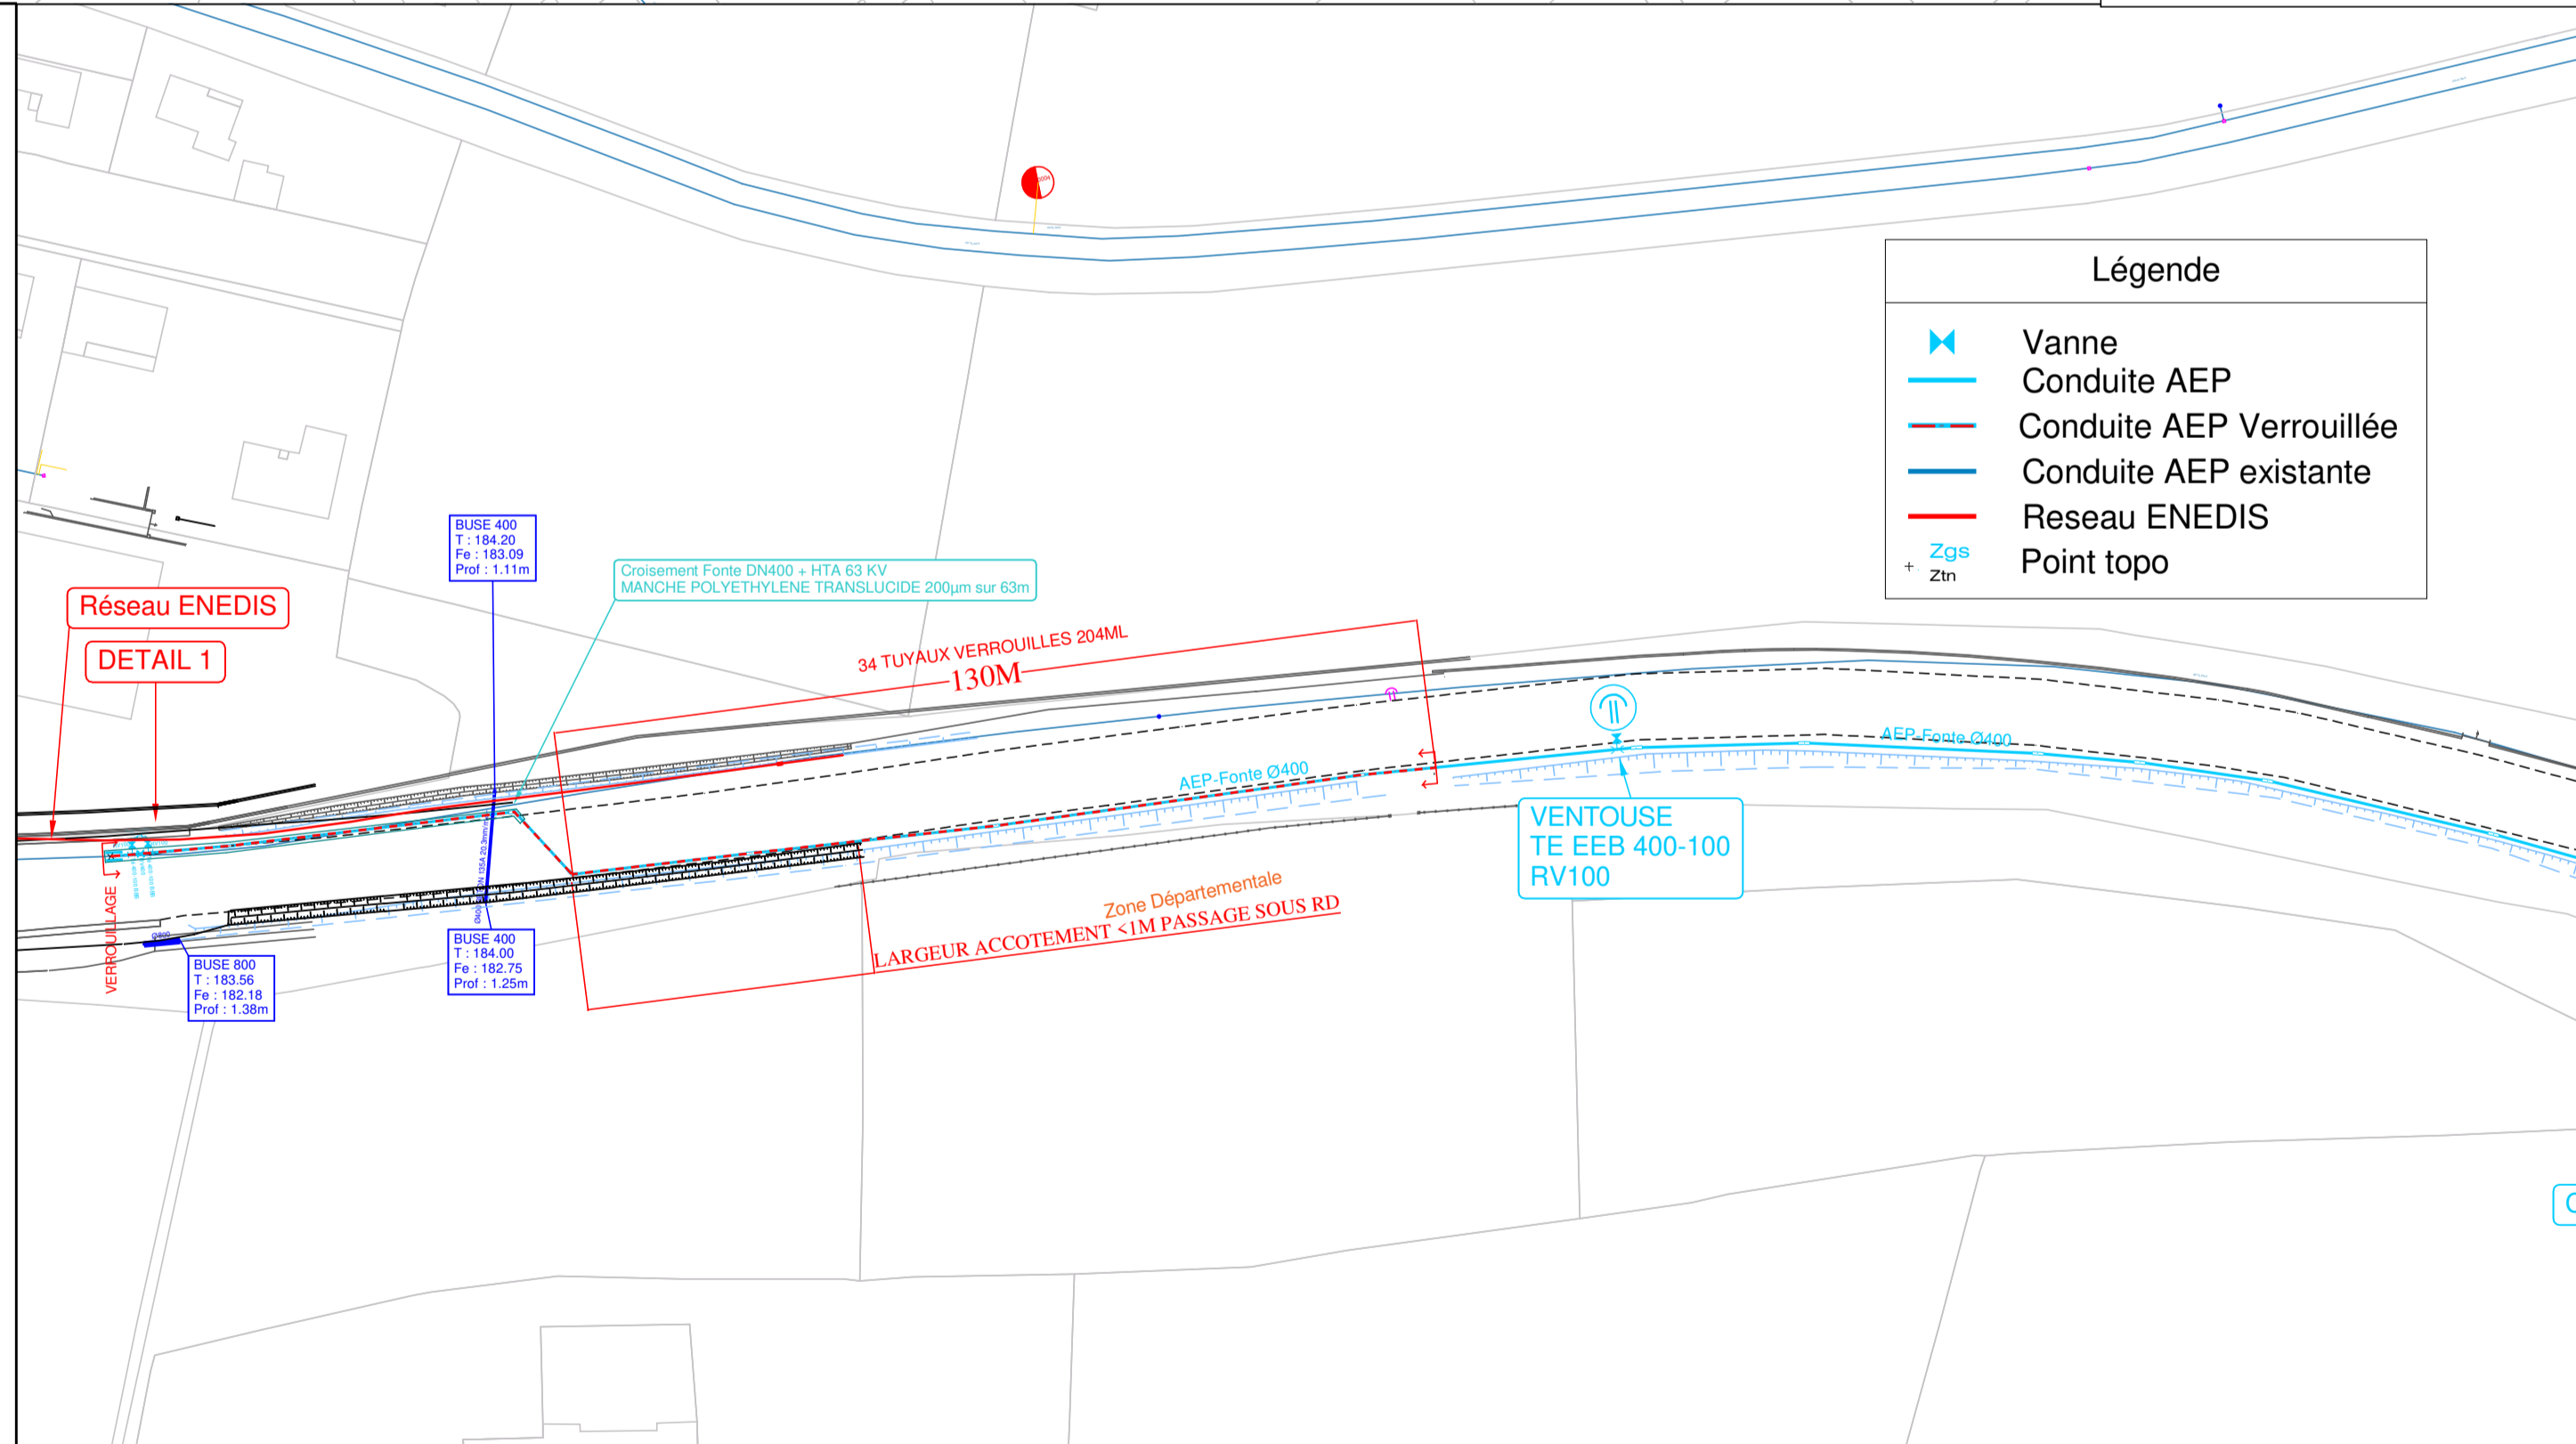 Légende
Vanne
Conduite AEP
Conduite AEP Verrouillée
Conduite AEP existante
Reseau ENEDIS
Zgs
Ztn
Point topo
BUSE 400
T : 184.20
Fe : 183.09
Prof : 1.11m
Croisement Fonte DN400 + HTA 63 KV
MANCHE POLYETHYLENE TRANSLUCIDE 200µm sur 63m
Réseau ENEDIS
DETAIL 1
34 TUYAUX VERROUILLES 204ML
130M
AEP-Fonte Ø400
AEP-Fonte Ø400
VENTOUSE
TE EEB 400-100
RV100
Zone Départementale
LARGEUR ACCOTEMENT <1M PASSAGE SOUS RD
VERROUILLAGE
Ø800
BUSE 800
T : 183.56
Fe : 182.18
Prof : 1.38m
BUSE 400
T : 184.00
Fe : 182.75
Prof : 1.25m